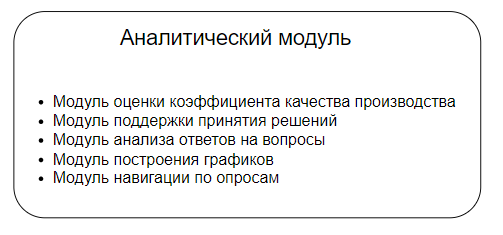 Аналитический модуль
• Модуль оценки коэффициента качества производства
• Модуль поддержки принятия решений
• Модуль анализа ответов на вопросы
• Модуль построения графиков
• Модуль навигации по опросам